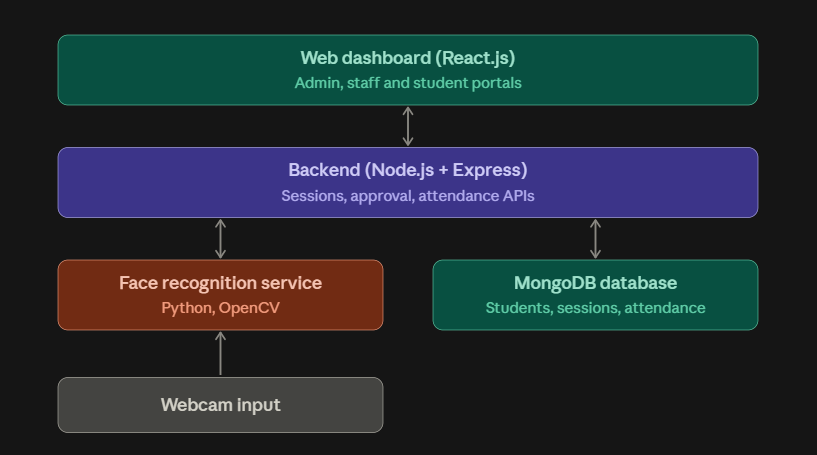 Web dashboard (React.js)
Admin, staff and student portals
Backend (Node.js + Express)
Sessions, approval, attendance APIs
Face recognition service
Python, OpenCV
MongoDB database
Students, sessions, attendance
Webcam input